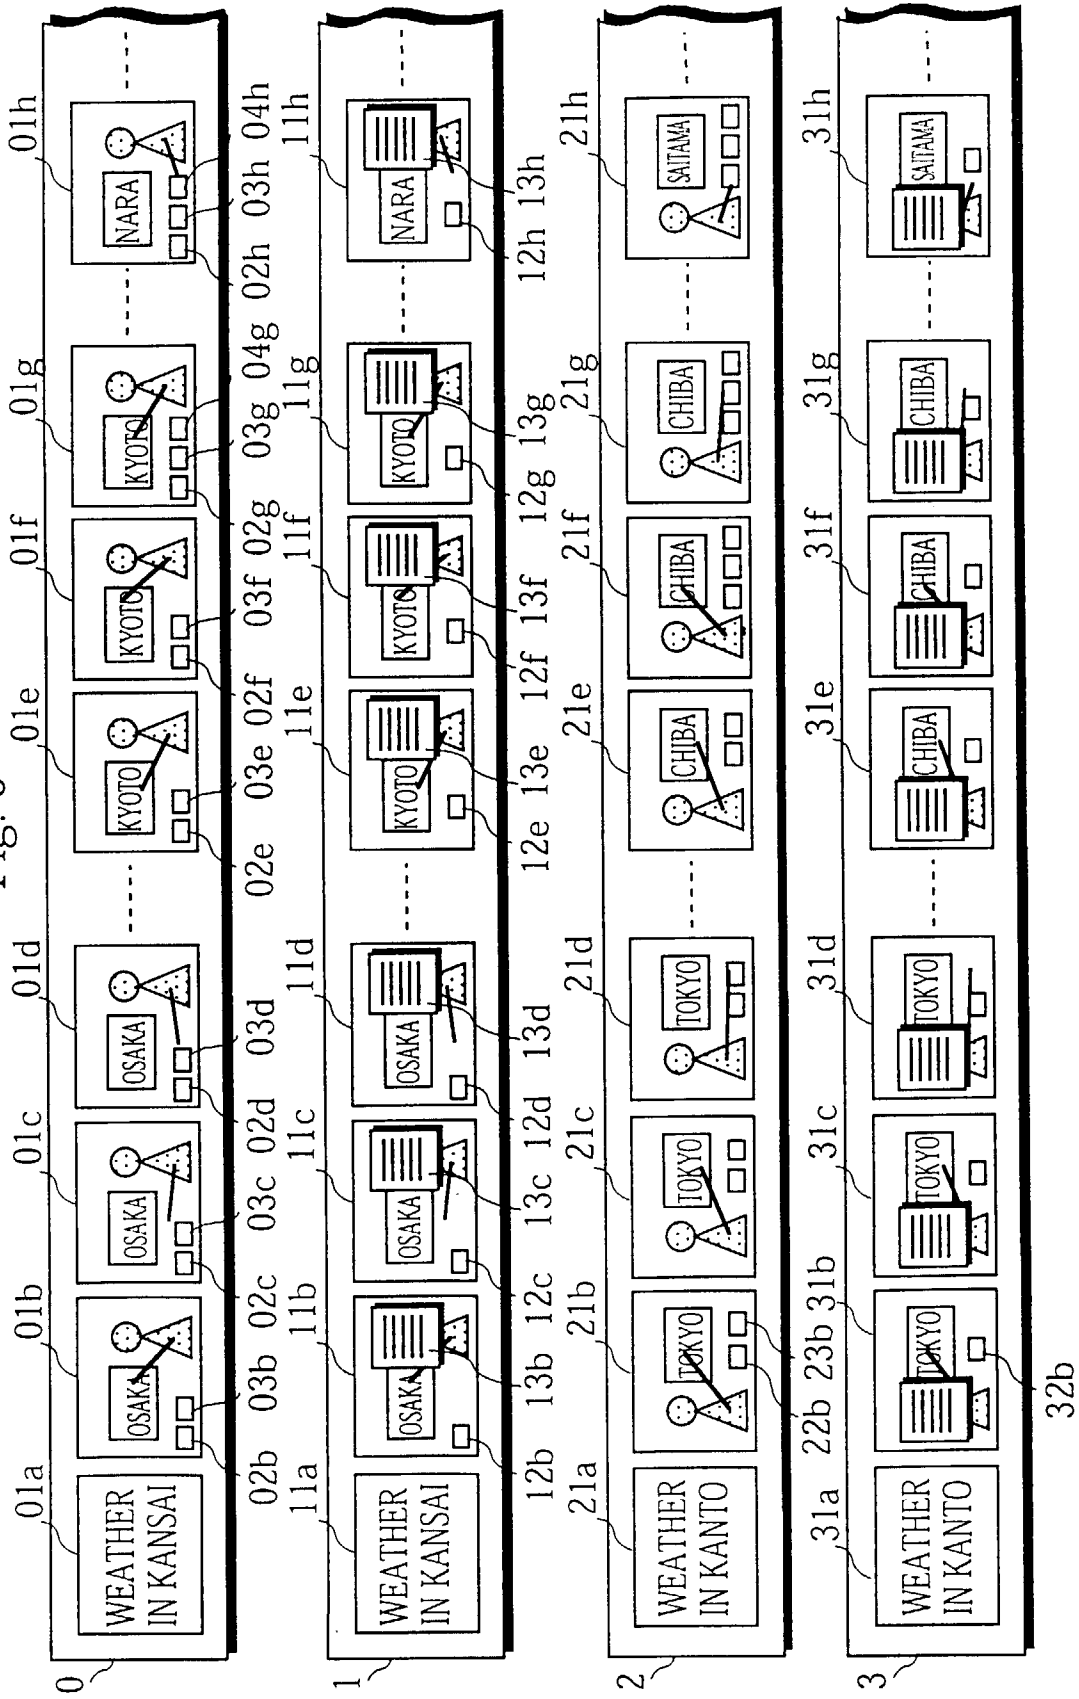 01a 01b 01c 01d 01e 01f 01g 01h
WEATHER
IN KANSAI
OSAKA OSAKA OSAKA KYOTO KYOTO KYOTO NARA
0
02b 03b 02c 03c 02d 03d 02e 03e 02f 03f 02g 03g 04g 02h 03h 04h
11a 11b 11c 11d 11e 11f 11g 11h
WEATHER
IN KANSAI
OSAKA OSAKA OSAKA KYOTO KYOTO KYOTO NARA
1
12b 13b 12c 13c 12d 13d 12e 13e 12f 13f 12g 13g 12h 13h
21a 21b 21c 21d 21e 21f 21g 21h
WEATHER
IN KANTO
TOKYO TOKYO TOKYO CHIBA CHIBA CHIBA SAITAMA
2
22b 23b
31a 31b 31c 31d 31e 31f 31g 31h
WEATHER
IN KANTO
TOKYO TOKYO TOKYO CHIBA CHIBA CHIBA SAITAMA
3
32b